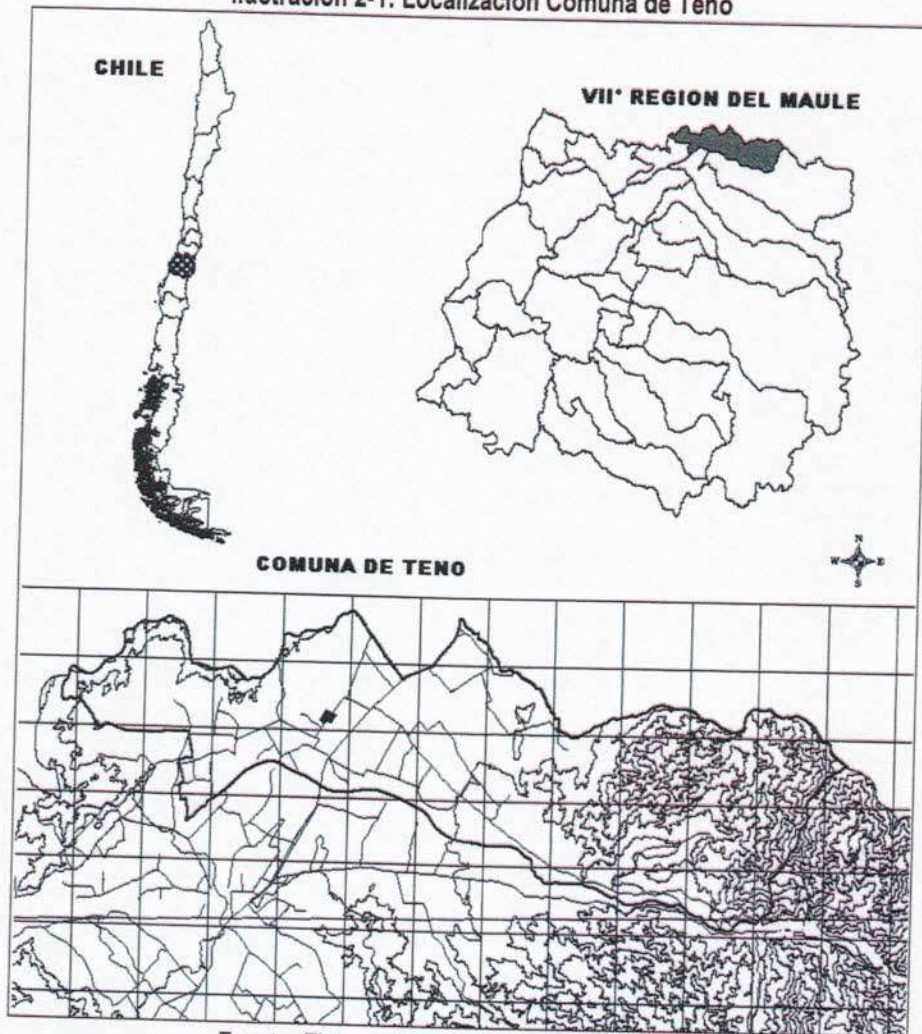 Ilustración 2-1: Localización Comuna de Teno
CHILE
VII° REGION DEL MAULE
N
W E
S
COMUNA DE TENO